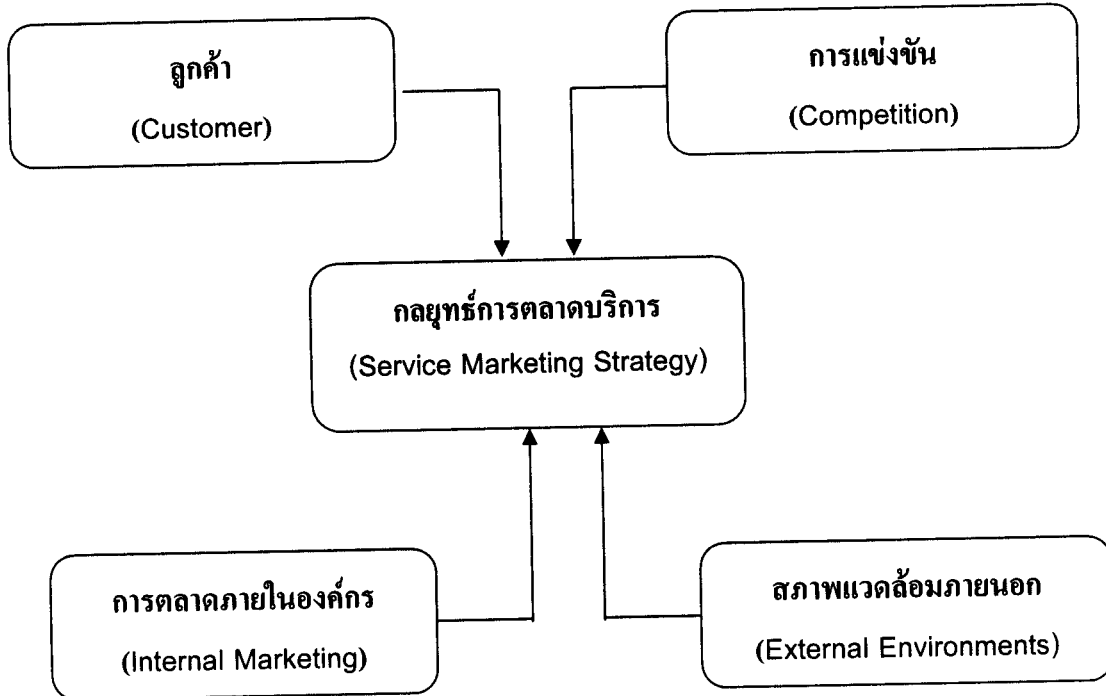 ลูกค้า
(Customer)
การแข่งขัน
(Competition)
กลยุทธ์การตลาดบริการ
(Service Marketing Strategy)
การตลาดภายในองค์กร
(Internal Marketing)
สภาพแวดล้อมภายนอก
(External Environments)